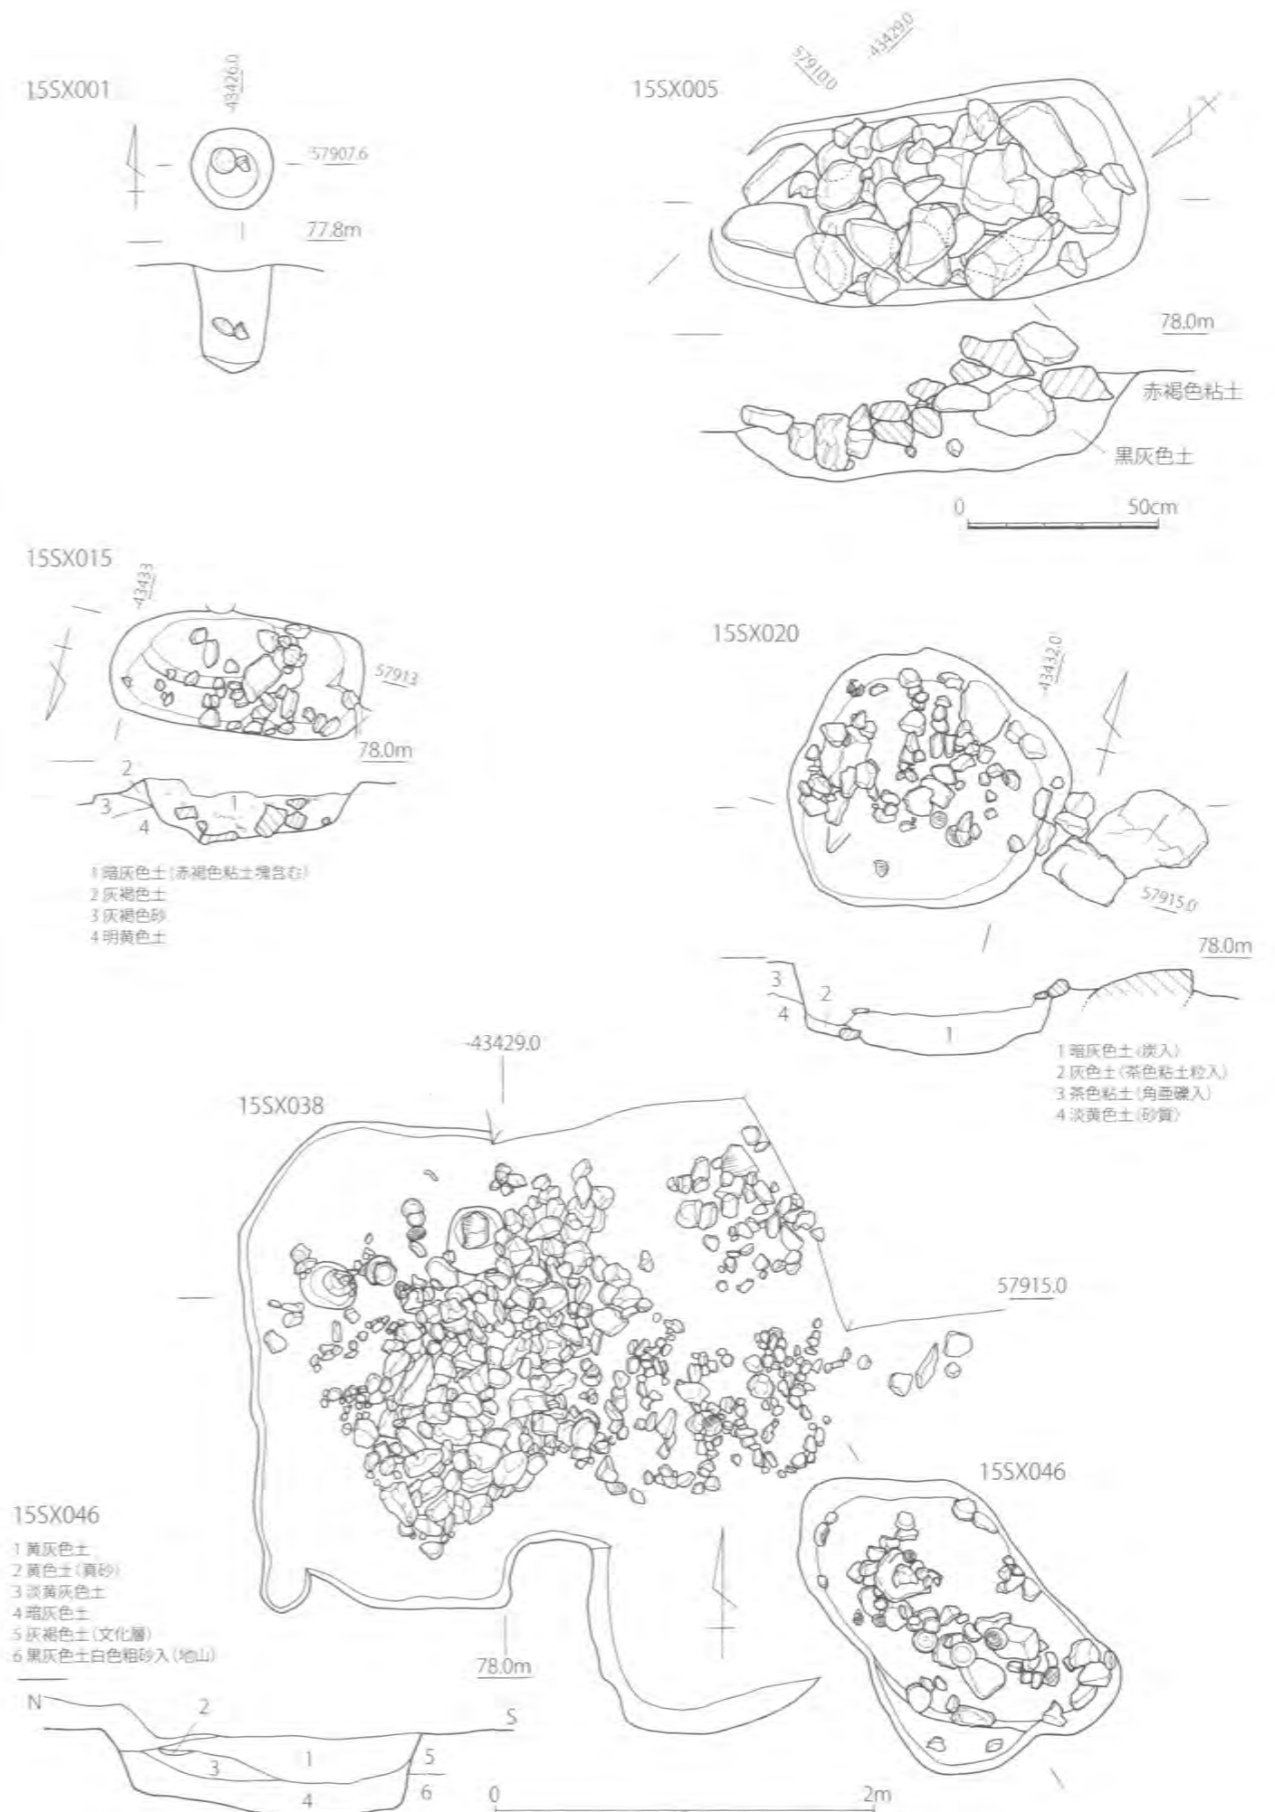 15SX001
-43426.0
57907.6
77.8m
15SX005
57910.0
-43429.0
78.0m
赤褐色粘土
黒灰色土
0 50cm
15SX015
-43433
57913
78.0m
2
3
1
4
1 暗灰色土(赤褐色粘土塊含む)
2 灰褐色土
3 灰褐色砂
4 明黄色土
15SX020
-43432.0
57915.0
78.0m
3
2
4
1
1 暗灰色土(炭入)
2 灰色土(茶色粘土粒入)
3 茶色粘土(角亜礫入)
4 淡黄色土(砂質)
15SX038
-43429.0
57915.0
78.0m
15SX046
15SX046
1 黄灰色土
2 黄色土(真砂)
3 淡黄灰色土
4 暗灰色土
5 灰褐色土(文化層)
6 黒灰色土白色粗砂入(地山)
N
2
S
1
5
3
6
4
0 2m